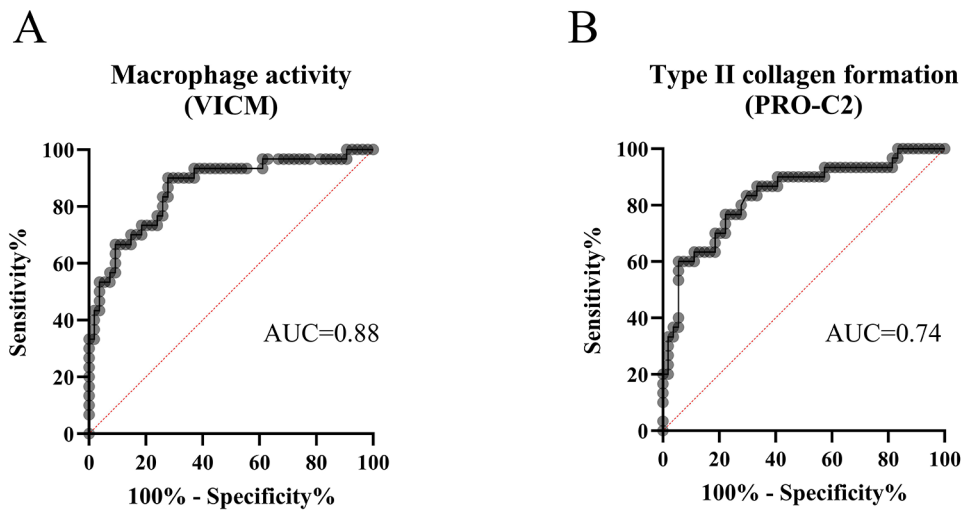 A
Macrophage activity
(VICM)
100
80
60
40
20
0
Sensitivity%
AUC=0.88
0 20 40 60 80 100
100% - Specificity%
B
Type II collagen formation
(PRO-C2)
100
80
60
40
20
0
Sensitivity%
AUC=0.74
0 20 40 60 80 100
100% - Specificity%